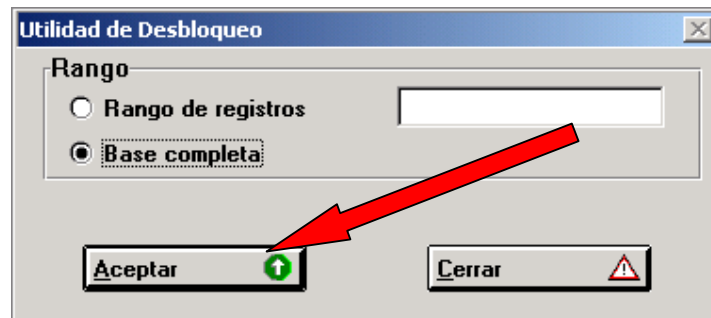 Utilidad de Desbloqueo
Rango
Rango de registros
Base completa
Aceptar
Cerrar